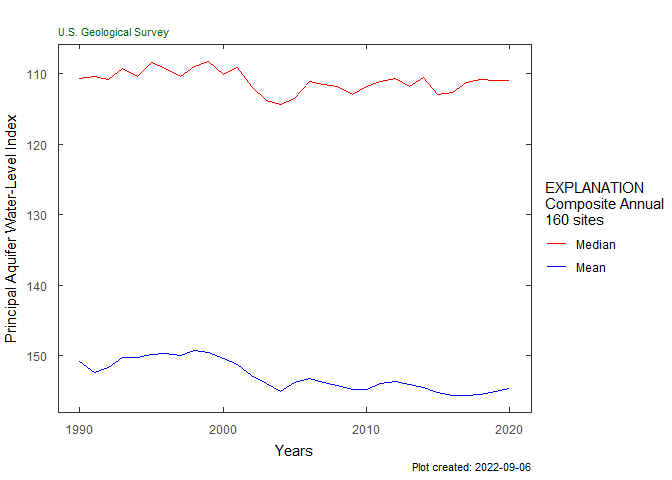 U.S. Geological Survey
Principal Aquifer Water-Level Index
110
120
130
140
150
1990
2000
2010
2020
Years
EXPLANATION
Composite Annual
160 sites
Median
Mean
Plot created: 2022-09-06